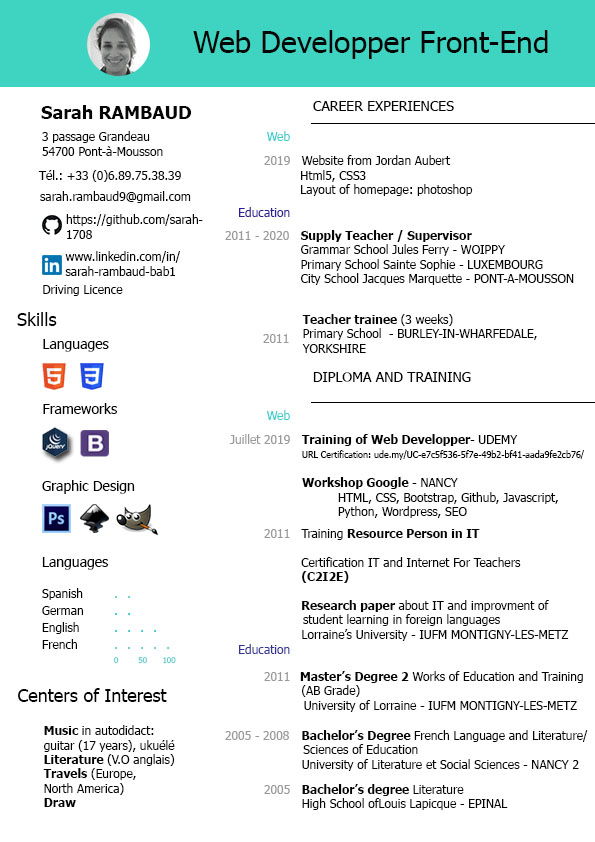 Web Developper Front-End
Sarah RAMBAUD
3 passage Grandeau
54700 Pont-à-Mousson
Tél.: +33 (0)6.89.75.38.39
sarah.rambaud9@gmail.com
https://github.com/sarah-
1708
www.linkedin.com/in/
sarah-rambaud-bab1
Driving Licence
Skills
Languages
5
3
Frameworks
jQuery
B
Graphic Design
Ps
Languages
Spanish
German
English
French
0 50 100
Centers of Interest
Music in autodidact:
guitar (17 years), ukuélé
Literature (V.O anglais)
Travels (Europe,
North America)
Draw
CAREER EXPERIENCES
Web
2019 Website from Jordan Aubert
Html5, CSS3
Layout of homepage: photoshop
Education
2011 - 2020 Supply Teacher / Supervisor
Grammar School Jules Ferry - WOIPPY
Primary School Sainte Sophie - LUXEMBOURG
City School Jacques Marquette - PONT-A-MOUSSON
Teacher trainee (3 weeks)
2011 Primary School - BURLEY-IN-WHARFEDALE,
YORKSHIRE
DIPLOMA AND TRAINING
Web
Juillet 2019 Training of Web Developper- UDEMY
URL Certification: ude.my/UC-e7c5f536-5f7e-49b2-bf41-aada9fe2cb76/
Workshop Google - NANCY
HTML, CSS, Bootstrap, Github, Javascript,
Python, Wordpress, SEO
2011 Training Resource Person in IT
Certification IT and Internet For Teachers
(C2I2E)
Research paper about IT and improvment of
student learning in foreign languages
Lorraine's University - IUFM MONTIGNY-LES-METZ
Education
2011 Master's Degree 2 Works of Education and Training
(AB Grade)
University of Lorraine - IUFM MONTIGNY-LES-METZ
2005 - 2008 Bachelor's Degree French Language and Literature/
Sciences of Education
University of Literature et Social Sciences - NANCY 2
2005 Bachelor's degree Literature
High School ofLouis Lapicque - EPINAL